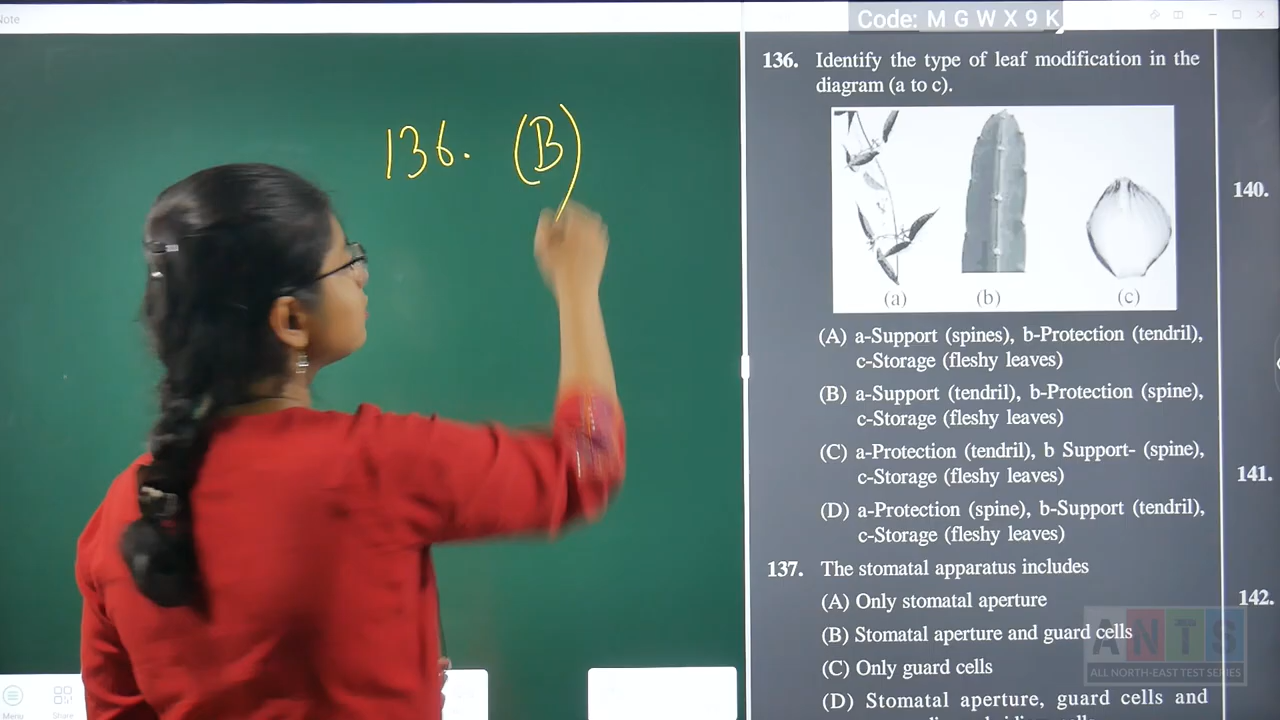 Note
Code: M G W X 9 K
136. (B)
136. Identify the type of leaf modification in the
diagram (a to c).
(a) (b) (c)
(A) a-Support (spines), b-Protection (tendril),
c-Storage (fleshy leaves)
(B) a-Support (tendril), b-Protection (spine),
c-Storage (fleshy leaves)
(C) a-Protection (tendril), b Support- (spine),
c-Storage (fleshy leaves)
(D) a-Protection (spine), b-Support (tendril),
c-Storage (fleshy leaves)
137. The stomatal apparatus includes
(A) Only stomatal aperture
(B) Stomatal aperture and guard cells
(C) Only guard cells
(D) Stomatal aperture, guard cells and
140.
141.
142.
ANTS
ALL NORTH-EAST TEST SERIES
Menu
Share